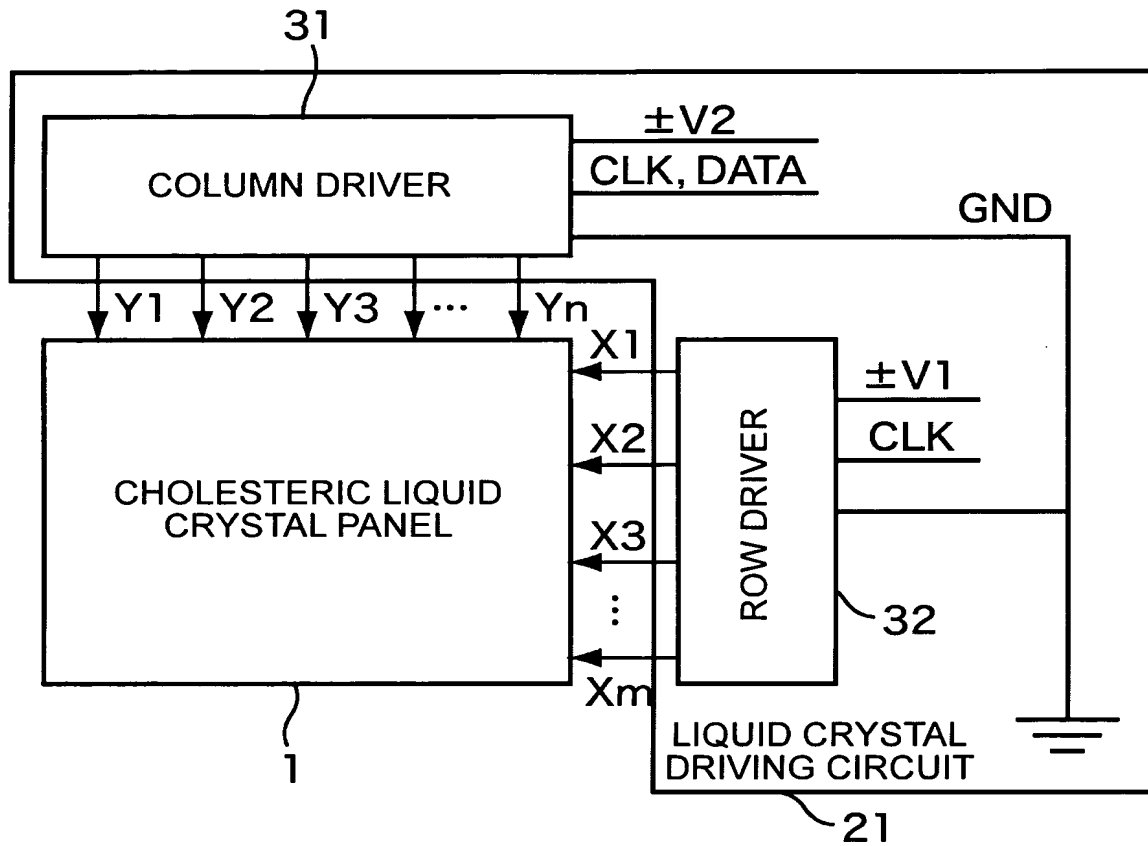 31
±V2
CLK, DATA
COLUMN DRIVER
GND
Y1 Y2 Y3 ... Yn
X1
±V1
CLK
X2
CHOLESTERIC LIQUID
CRYSTAL PANEL
ROW DRIVER
X3
...
32
Xm
1
LIQUID CRYSTAL
DRIVING CIRCUIT
21